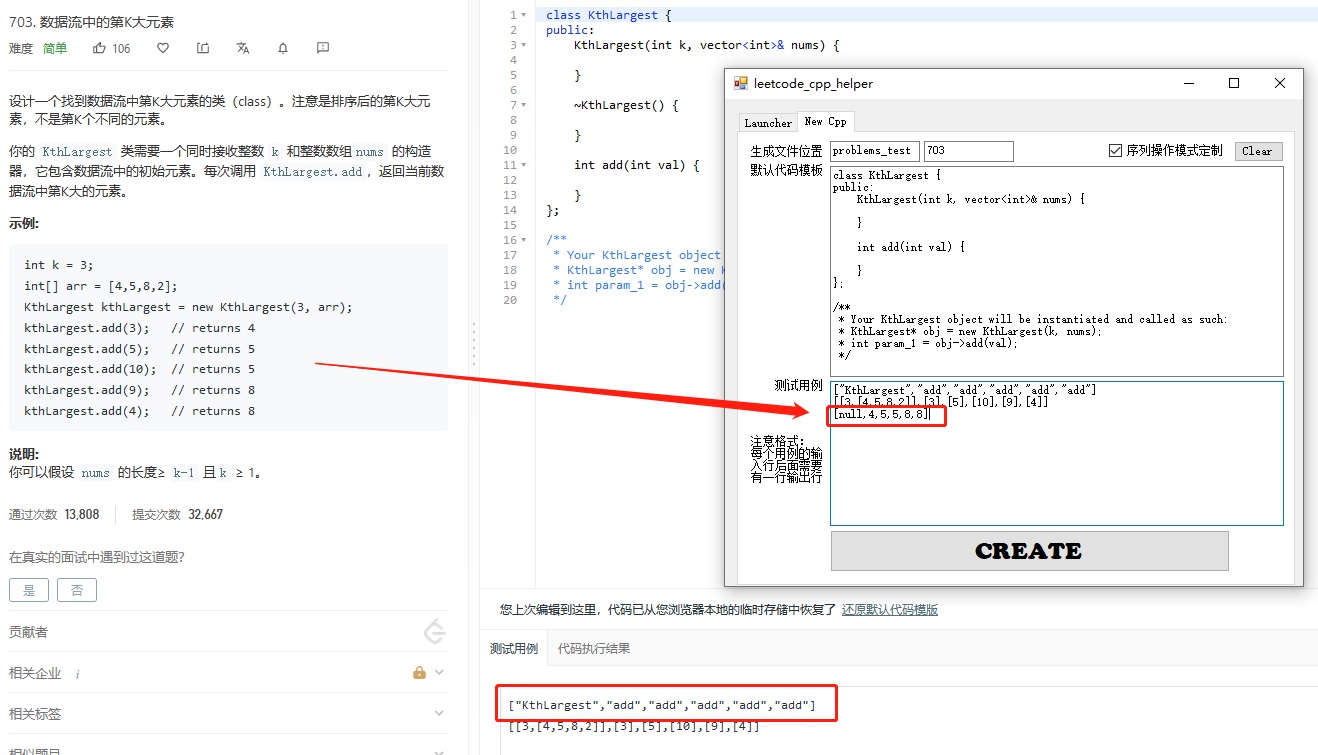 703. 数据流中的第K大元素
难度 简单 106
设计一个找到数据流中第K大元素的类（class）。注意是排序后的第K大元
素，不是第K个不同的元素。
你的 KthLargest 类需要一个同时接收整数 k 和整数数组nums 的构造
器，它包含数据流中的初始元素。每次调用 KthLargest.add，返回当前数
据流中第K大的元素。
示例:
int k = 3;
int[] arr = [4,5,8,2];
KthLargest kthLargest = new KthLargest(3, arr);
kthLargest.add(3);   // returns 4
kthLargest.add(5);   // returns 5
kthLargest.add(10);  // returns 5
kthLargest.add(9);   // returns 8
kthLargest.add(4);   // returns 8
说明:
你可以假设 nums 的长度≥ k-1 且k ≥ 1。
通过次数 13,808 提交次数 32,667
在真实的面试中遇到过这道题?
是 否
贡献者
相关企业 i
相关标签
相似题目
1 class KthLargest {
2 public:
3     KthLargest(int k, vector<int>& nums) {
4
5     }
6
7     ~KthLargest() {
8
9     }
10
11     int add(int val) {
12
13     }
14 };
15
16 /**
17  * Your KthLargest object
18  * KthLargest* obj = new K
19  * int param_1 = obj->add(
20  */
leetcode_cpp_helper
Launcher New Cpp
生成文件位置 problems_test 703 序列操作模式定制 Clear
默认代码模板
class KthLargest {
public:
    KthLargest(int k, vector<int>& nums) {
    }
    int add(int val) {
    }
};
/**
 * Your KthLargest object will be instantiated and called as such:
 * KthLargest* obj = new KthLargest(k, nums);
 * int param_1 = obj->add(val);
 */
测试用例
["KthLargest","add","add","add","add","add"]
[[3,[4,5,8,2]],[3],[5],[10],[9],[4]]
[null,4,5,5,8,8]
注意格式：
每个用例的输
入行后面需要
有一行输出行
CREATE
您上次编辑到这里，代码已从您浏览器本地的临时存储中恢复了 还原默认代码模版
测试用例 代码执行结果
["KthLargest","add","add","add","add","add"]
[[3,[4,5,8,2]],[3],[5],[10],[9],[4]]